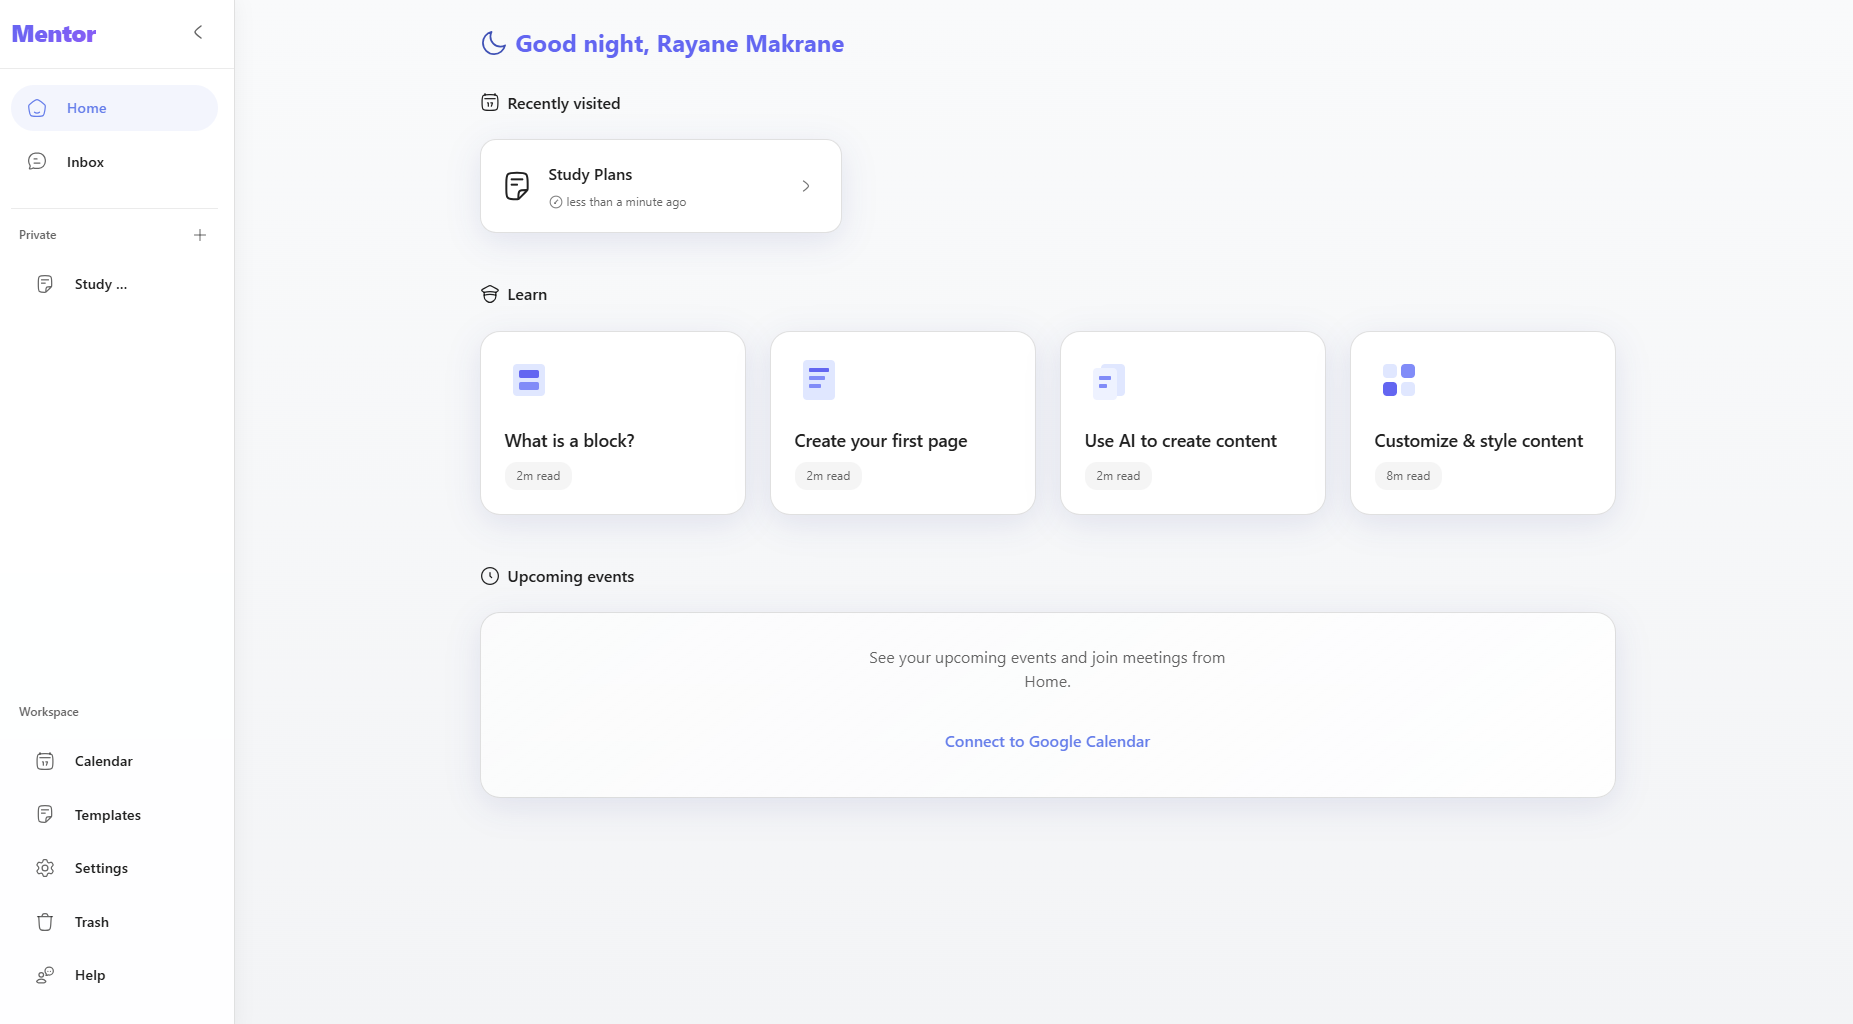 Mentor
Home
Inbox
Private
Study ...
Workspace
Calendar
Templates
Settings
Trash
Help
Good night, Rayane Makrane
Recently visited
Study Plans
less than a minute ago
Learn
What is a block?
2m read
Create your first page
2m read
Use AI to create content
2m read
Customize & style content
8m read
Upcoming events
See your upcoming events and join meetings from
Home.
Connect to Google Calendar